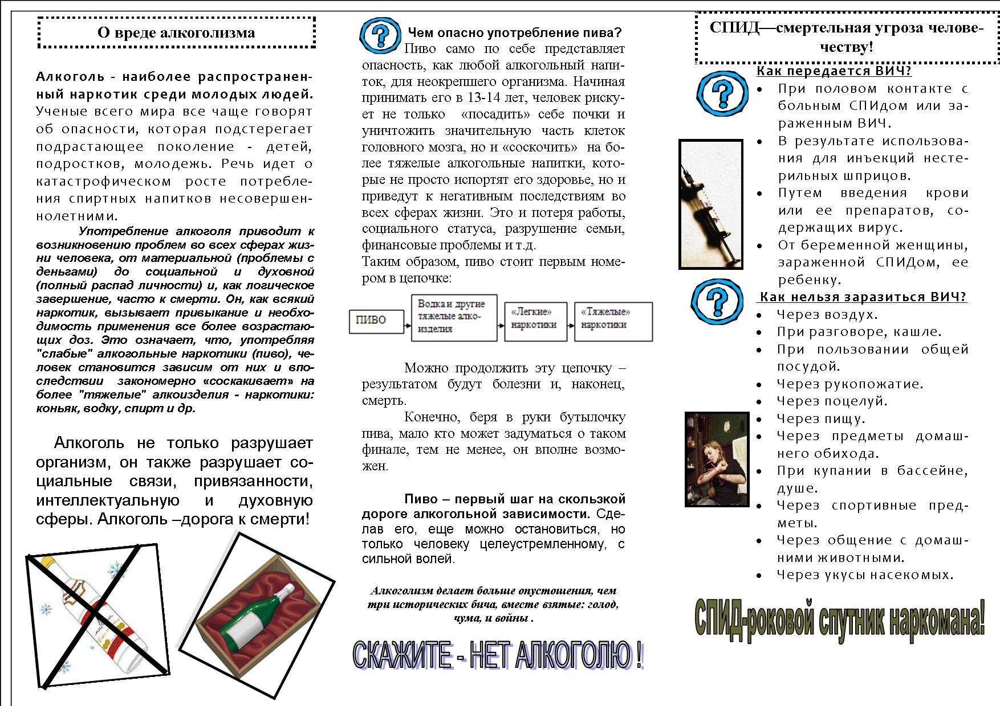 О вреде алкоголизма
Алкоголь - наиболее распространен-
ный наркотик среди молодых людей.
Ученые всего мира все чаще говорят
об опасности, которая подстерегает
подрастающее поколение - детей,
подростков, молодежь. Речь идет о
катастрофическом росте потребле-
ния спиртных напитков несовершен-
нолетними.
Употребление алкоголя приводит к
возникновению проблем во всех сферах жиз-
ни человека, от материальной (проблемы с
деньгами) до социальной и духовной
(полный распад личности) и, как логическое
завершение, часто к смерти. Он, как всякий
наркотик, вызывает привыкание и необхо-
димость применения все более возрастаю-
щих доз. Это означает, что, употребляя
"слабые" алкогольные наркотики (пиво), че-
ловек становится зависим от них и впо-
следствии закономерно «соскакивает» на
более "тяжелые" алкоизделия - наркотики:
коньяк, водку, спирт и др.
Алкоголь не только разрушает
организм, он также разрушает со-
циальные связи, привязанности,
интеллектуальную и духовную
сферы. Алкоголь –дорога к смерти!
Чем опасно употребление пива?
Пиво само по себе представляет
опасность, как любой алкогольный напи-
ток, для неокрепшего организма. Начиная
принимать его в 13-14 лет, человек риску-
ет не только «посадить» себе почки и
уничтожить значительную часть клеток
головного мозга, но и «соскочить» на бо-
лее тяжелые алкогольные напитки, кото-
рые не просто испортят его здоровье, но и
приведут к негативным последствиям во
всех сферах жизни. Это и потеря работы,
социального статуса, разрушение семьи,
финансовые проблемы и т.д.
Таким образом, пиво стоит первым номе-
ром в цепочке:
ПИВО
Водка и другие
тяжелые алко-
изделия
«Легкие»
наркотики
«Тяжелые»
наркотики
Можно продолжить эту цепочку –
результатом будут болезни и, наконец,
смерть.
Конечно, беря в руки бутылочку
пива, мало кто может задуматься о таком
финале, тем не менее, он вполне возмо-
жен.
Пиво – первый шаг на скользкой
дороге алкогольной зависимости. Сде-
лав его, еще можно остановиться, но
только человеку целеустремленному, с
сильной волей.
Алкоголизм делает больше опустошения, чем
три исторических бича, вместе взятые: голод,
чума, и войны .
СКАЖИТЕ - НЕТ АЛКОГОЛЮ !
СПИД—смертельная угроза челове-
честву!
Как передается ВИЧ?
• При половом контакте с
больным СПИдом или за-
раженным ВИЧ.
• В результате использова-
ния для инъекций несте-
рильных шприцов.
• Путем введения крови
или ее препаратов, со-
держащих вирус.
• От беременной женщины,
зараженной СПИДом, ее
ребенку.
Как нельзя заразиться ВИЧ?
• Через воздух.
• При разговоре, кашле.
• При пользовании общей
посудой.
• Через рукопожатие.
• Через поцелуй.
• Через пищу.
• Через предметы домаш-
него обихода.
• При купании в бассейне,
душе.
• Через спортивные пред-
меты.
• Через общение с домаш-
ними животными.
• Через укусы насекомых.
СПИД-роковой спутник наркомана!